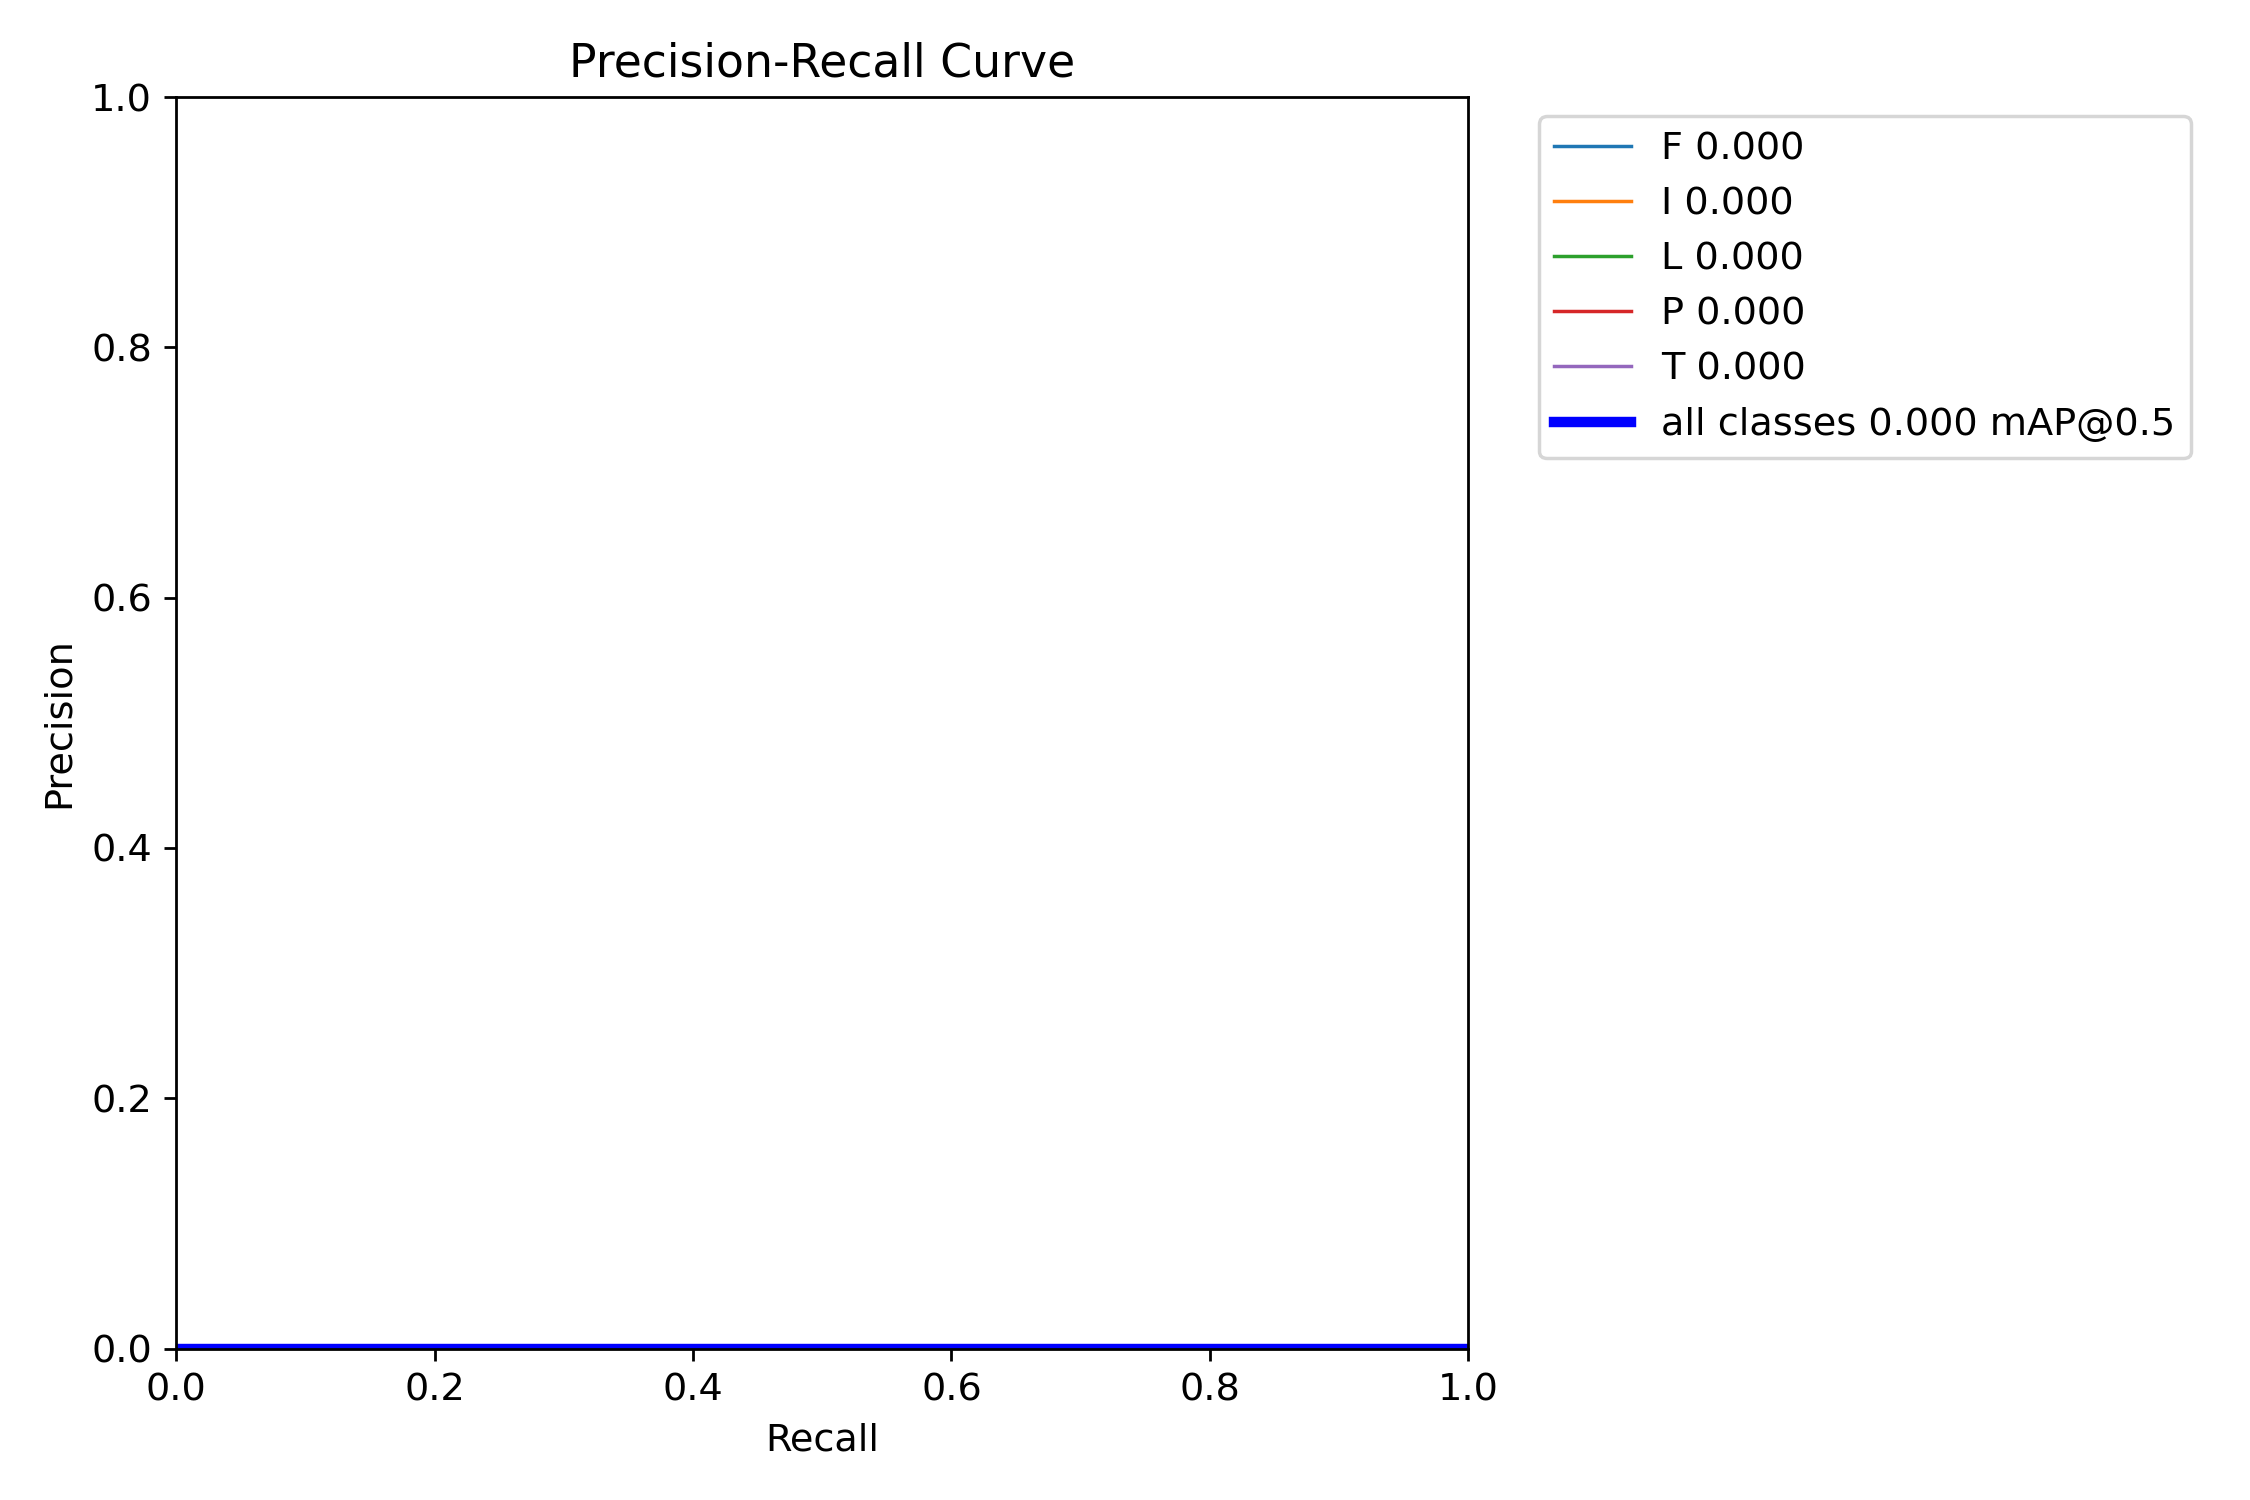 Precision-Recall Curve
1.0
0.8
0.6
0.4
0.2
0.0
Precision
0.0 0.2 0.4 0.6 0.8 1.0
Recall
F 0.000
I 0.000
L 0.000
P 0.000
T 0.000
all classes 0.000 mAP@0.5